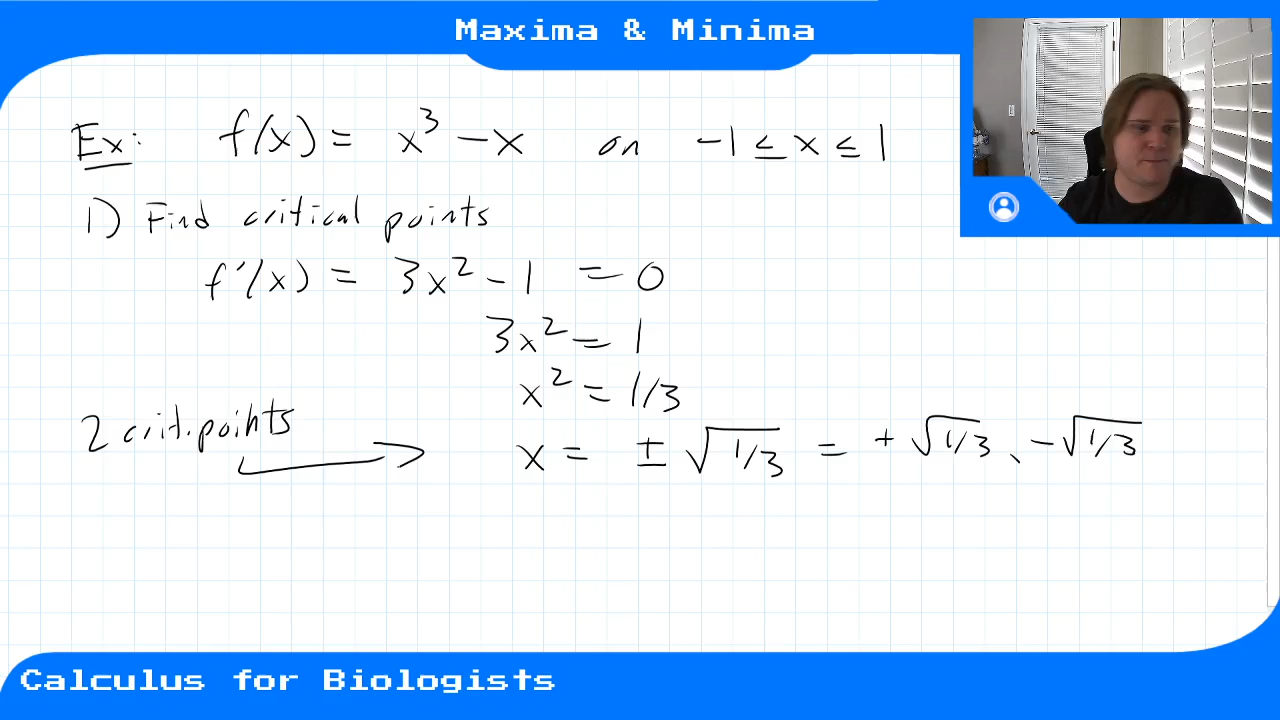 Maxima & Minima
Ex: f(x) = x³ - x on -1 ≤ x ≤ 1
1) Find critical points
f'(x) = 3x² - 1 = 0
3x² = 1
x² = 1/3
2 crit. points
x = ± √1/3 = + √1/3, - √1/3
Calculus for Biologists